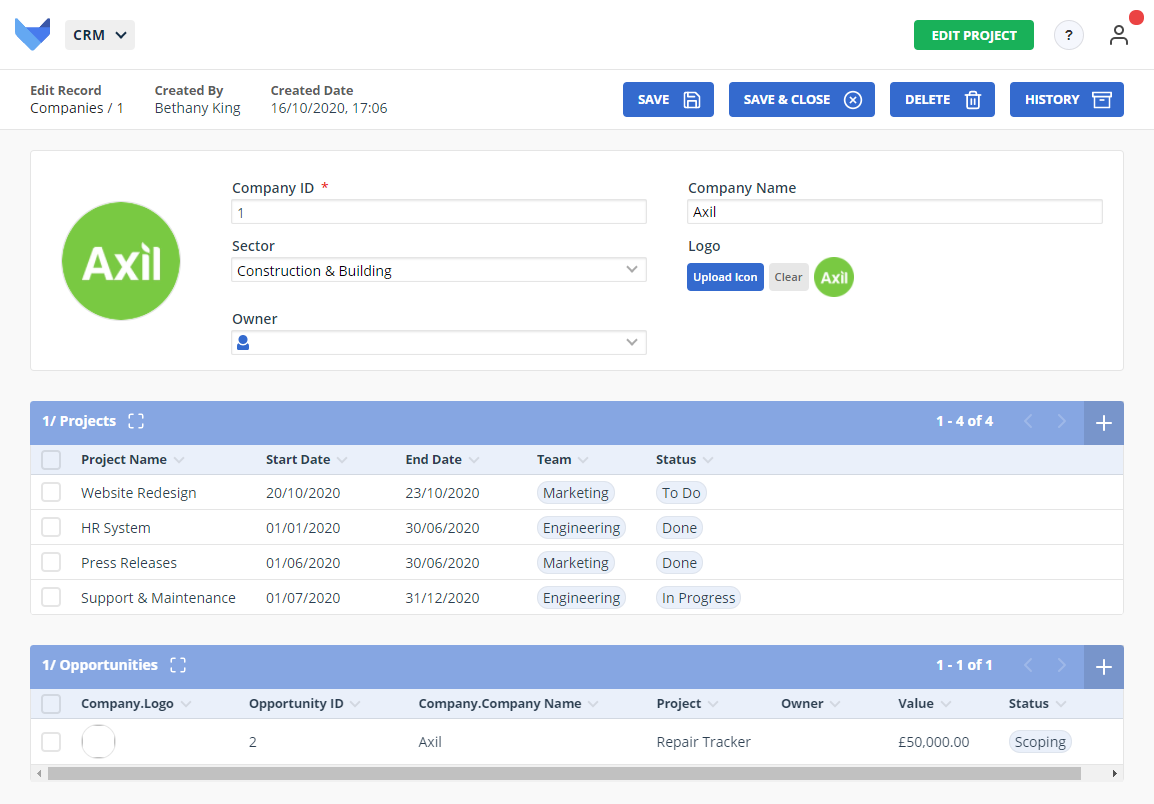 CRM
EDIT PROJECT
?
Edit Record
Companies / 1
Created By
Bethany King
Created Date
16/10/2020, 17:06
SAVE
SAVE & CLOSE
DELETE
HISTORY
Axil
Company ID *
1
Company Name
Axil
Sector
Construction & Building
Logo
Upload Icon
Clear
Axil
Owner
1/ Projects
1 - 4 of 4
Project Name Start Date End Date Team Status
Website Redesign 20/10/2020 23/10/2020 Marketing To Do
HR System 01/01/2020 30/06/2020 Engineering Done
Press Releases 01/06/2020 30/06/2020 Marketing Done
Support & Maintenance 01/07/2020 31/12/2020 Engineering In Progress
1/ Opportunities
1 - 1 of 1
Company.Logo Opportunity ID Company.Company Name Project Owner Value Status
2 Axil Repair Tracker £50,000.00 Scoping